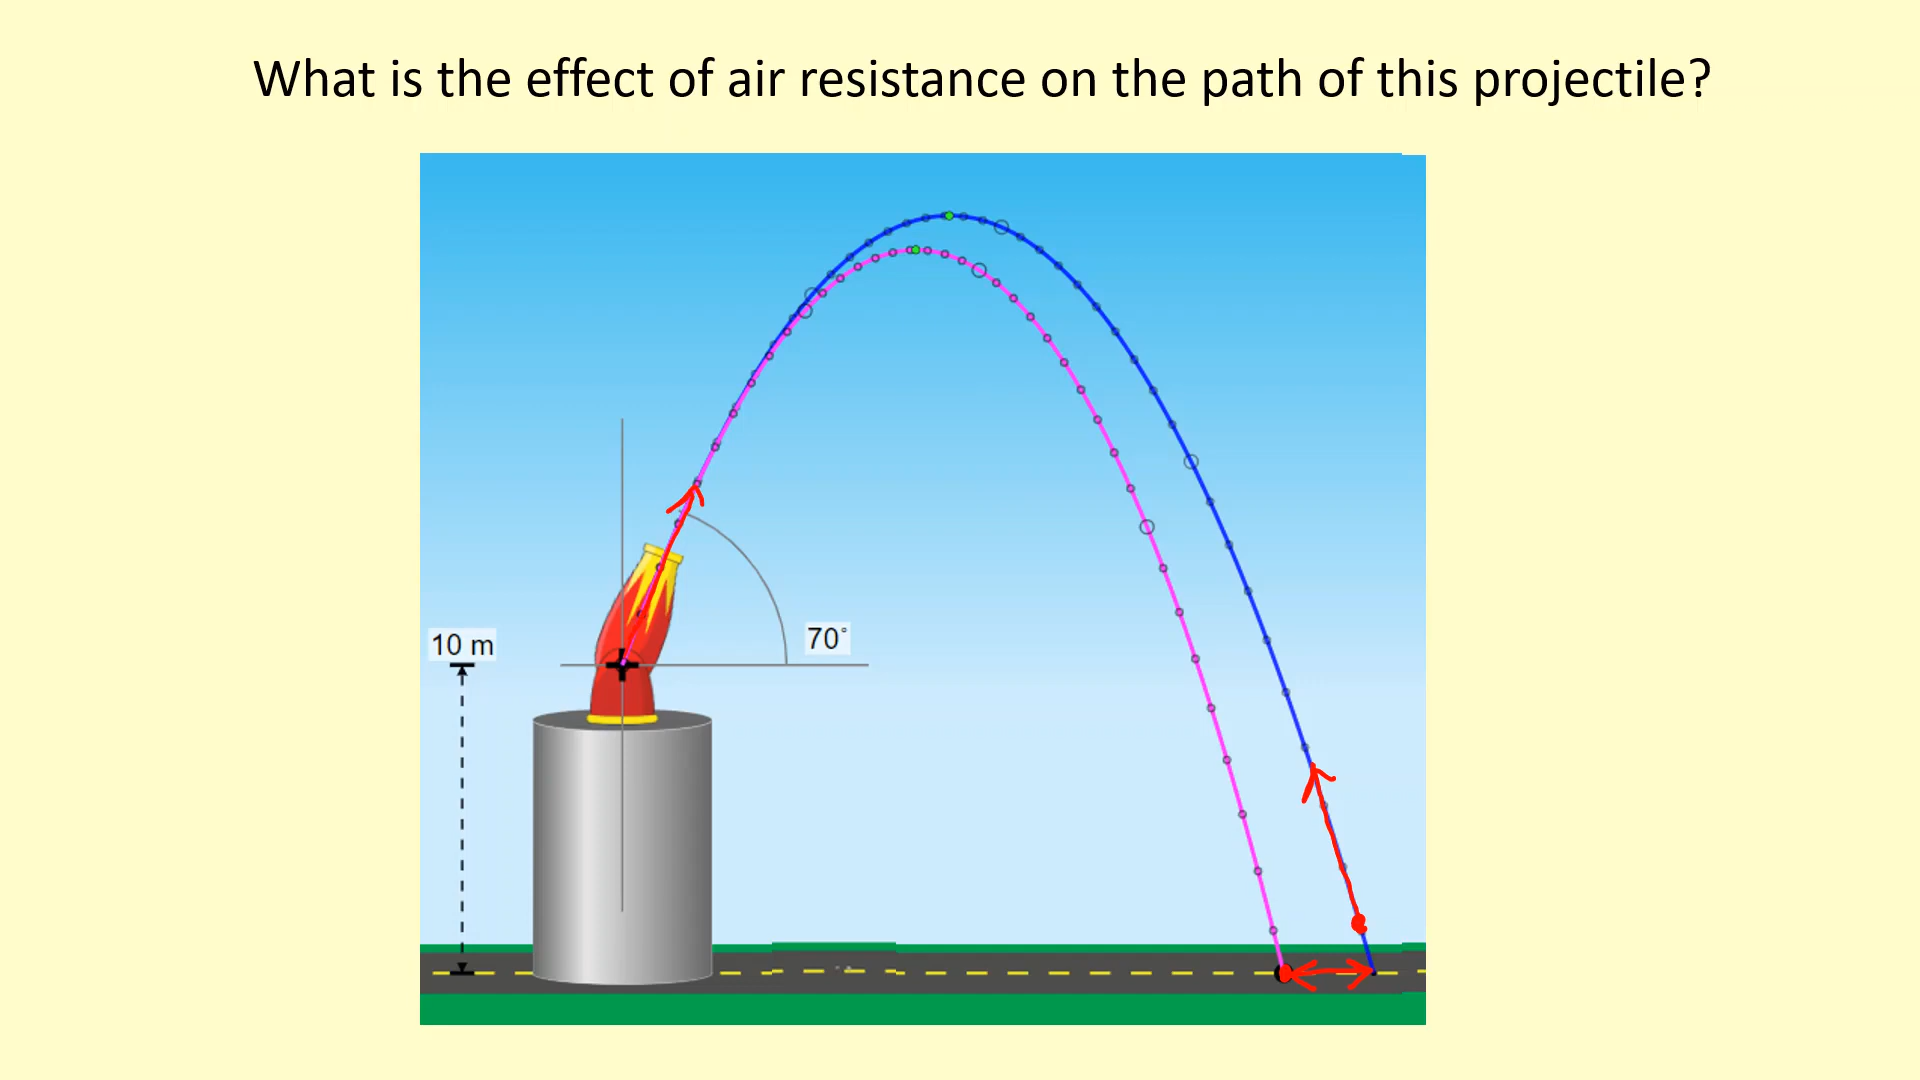 What is the effect of air resistance on the path of this projectile?
10 m
70°